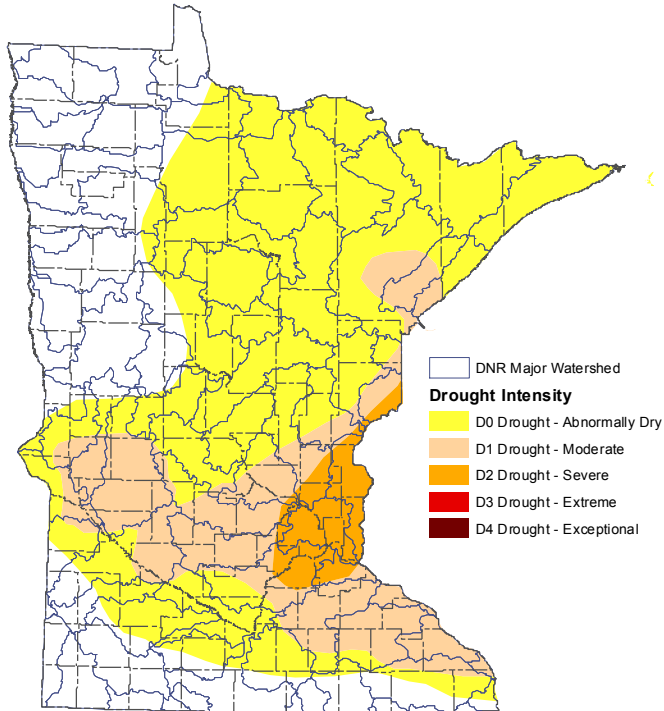 DNR Major Watershed
Drought Intensity
D0 Drought - Abnormally Dry
D1 Drought - Moderate
D2 Drought - Severe
D3 Drought - Extreme
D4 Drought - Exceptional